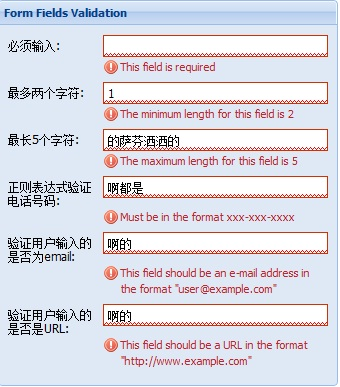 Form Fields Validation
必须输入:
This field is required
最多两个字符:
1
The minimum length for this field is 2
最长5个字符:
的萨芬洒洒的
The maximum length for this field is 5
正则表达式验证
电话号码:
啊都是
Must be in the format xxx-xxx-xxxx
验证用户输入的
是否为email:
啊的
This field should be an e-mail address in
the format "user@example.com"
验证用户输入的
是否是URL:
啊的
This field should be a URL in the format
"http://www.example.com"